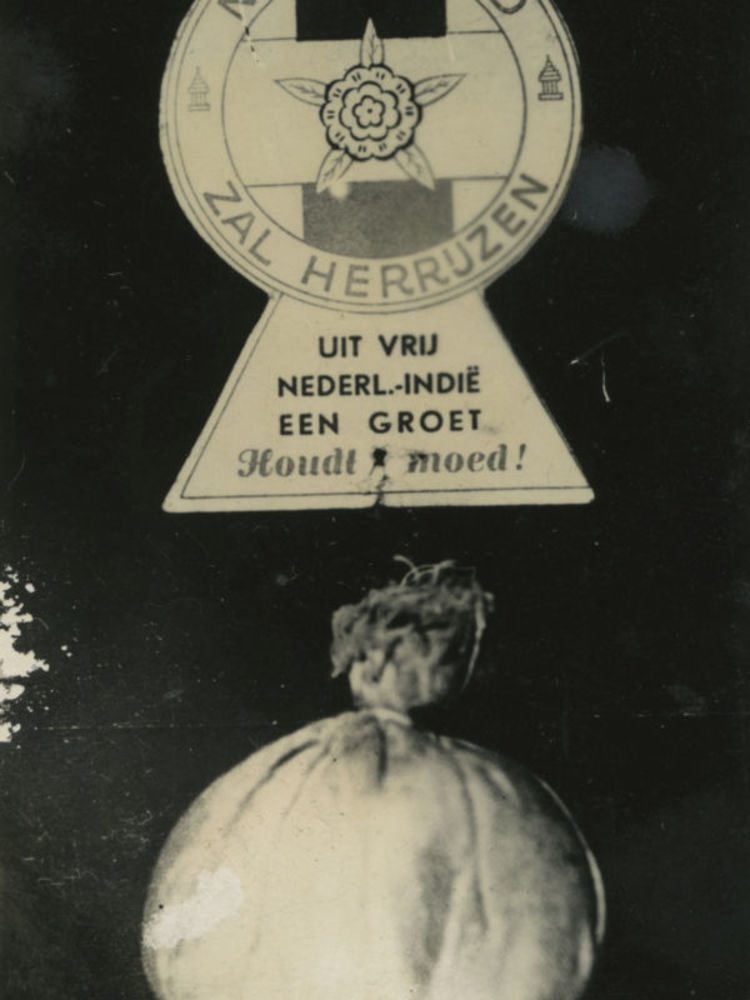 ZAL HERRIJZEN
UIT VRIJ
NEDERL.-INDIË
EEN GROET
Houdt moed!